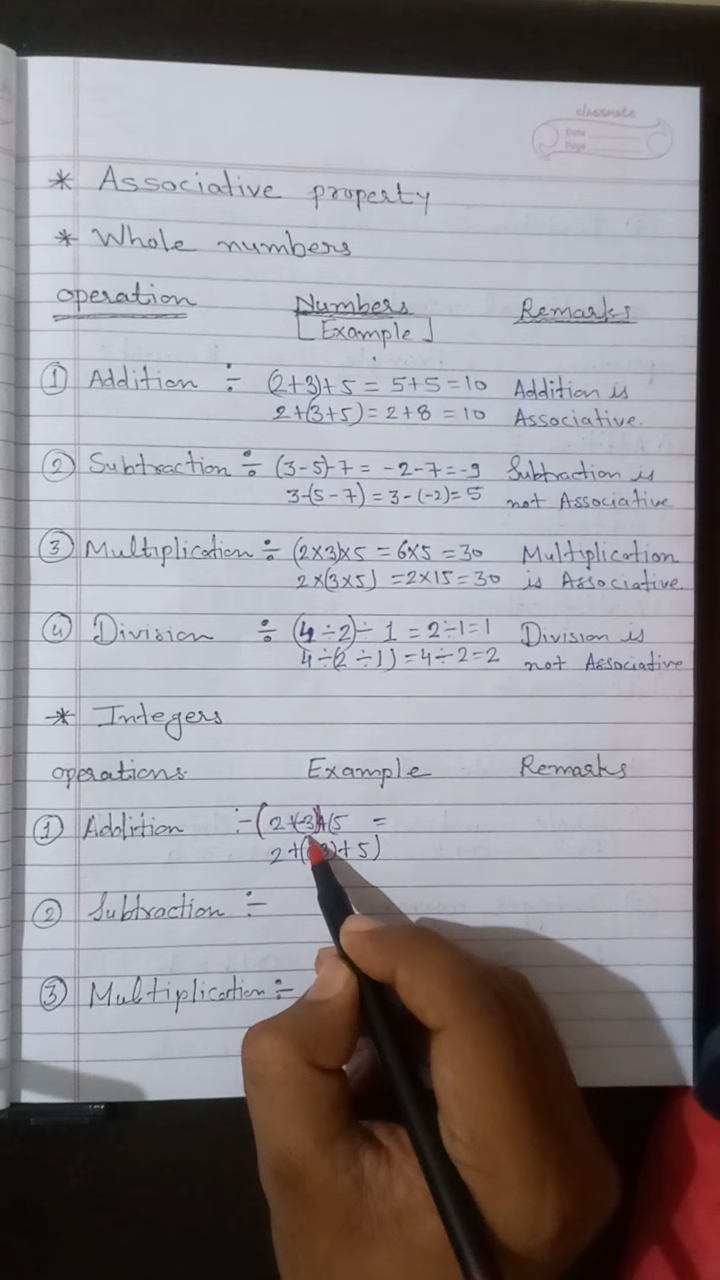 classmate
Date
Page
* Associative property
* Whole numbers
operation Numbers Remarks
[Example]
① Addition ÷ (2+3)+5 = 5+5=10 Addition is
2+(3+5)=2+8 =10 Associative.
② Subtraction ÷ (3-5)-7 = -2-7=-9 Subtraction is
3-(5-7)=3-(-2)=5 not Associative
③ Multiplication ÷ (2×3)×5 =6×5 =30 Multiplication
2×(3×5) =2×15=30 is Associative
④ Division ÷ (4÷2)÷1 =2÷1=1 Division is
4÷(2÷1)=4÷2=2 not Associative
* Integers
operations Example Remarks
① Addition :-
2+( +5)
② Subtraction ÷
③ Multiplication ÷